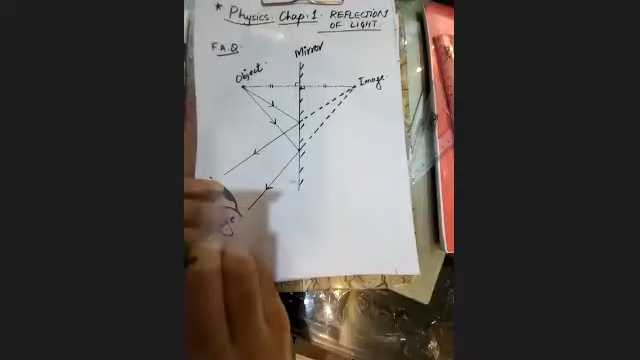 * Physics: Chap: 1. REFLECTION
OF LIGHT.
F.A.Q.
Mirror
Object
Image